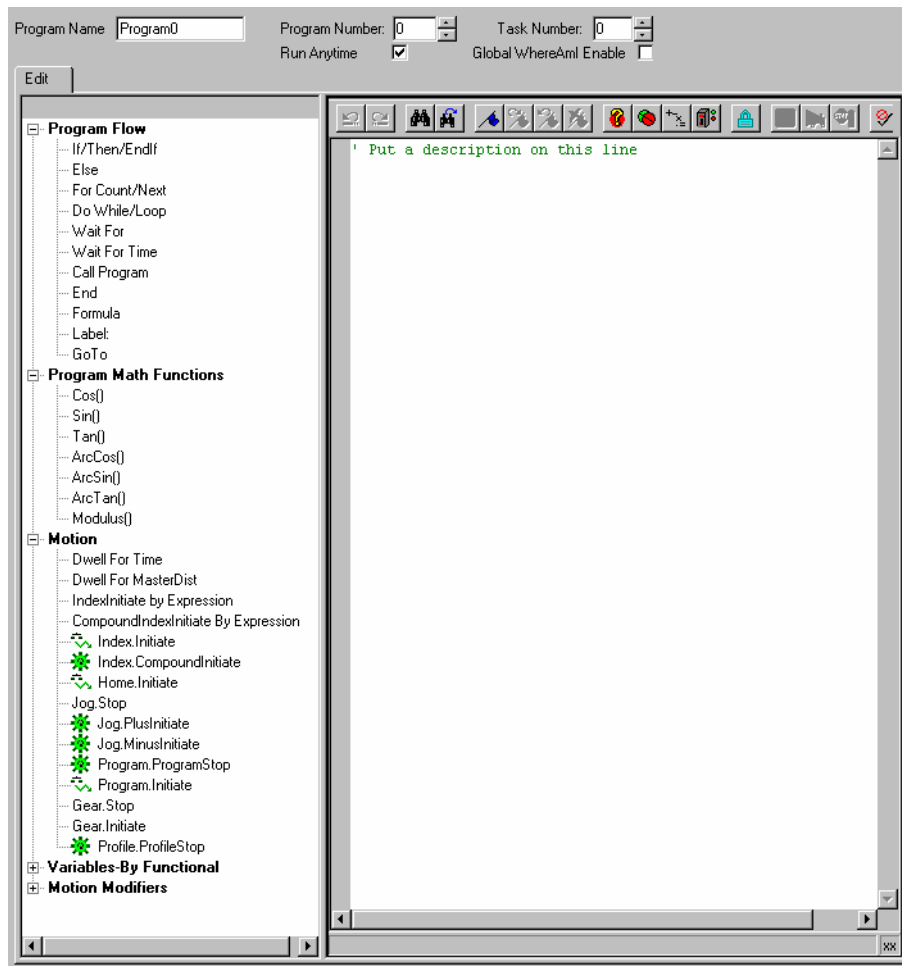 Program Name Program0 Program Number: 0 Task Number: 0
Run Anytime Global WhereAmI Enable
Edit
Program Flow
If/Then/EndIf
Else
For Count/Next
Do While/Loop
Wait For
Wait For Time
Call Program
End
Formula
Label:
GoTo
Program Math Functions
Cos()
Sin()
Tan()
ArcCos()
ArcSin()
ArcTan()
Modulus()
Motion
Dwell For Time
Dwell For MasterDist
IndexInitiate by Expression
CompoundIndexInitiate By Expression
Index.Initiate
Index.CompoundInitiate
Home.Initiate
Jog.Stop
Jog.PlusInitiate
Jog.MinusInitiate
Program.ProgramStop
Program.Initiate
Gear.Stop
Gear.Initiate
Profile.ProfileStop
Variables-By Functional
Motion Modifiers
' Put a description on this line
xx